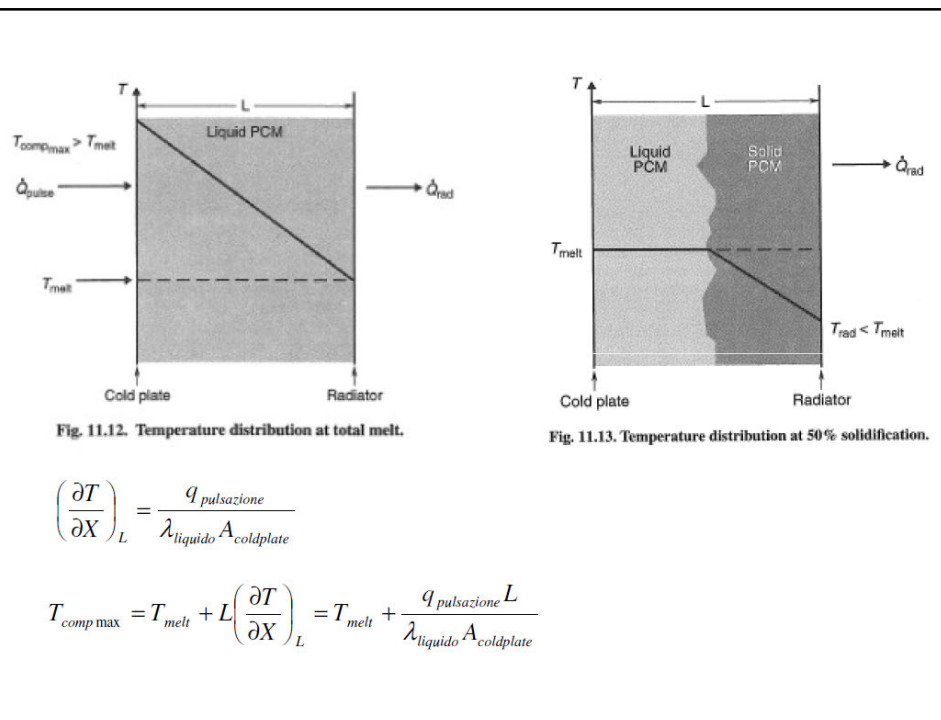 T
L
Liquid PCM
T_comp_max > T_melt
Q̇_pulse
Q̇_rad
T_melt
Cold plate
Radiator
Fig. 11.12. Temperature distribution at total melt.
T
L
Liquid PCM
Solid PCM
Q̇_rad
T_melt
T_rad < T_melt
Cold plate
Radiator
Fig. 11.13. Temperature distribution at 50% solidification.
(∂T/∂X)_L = q_pulsazione / (λ_liquido A_coldplate)
T_comp max = T_melt + L(∂T/∂X)_L = T_melt + q_pulsazione L / (λ_liquido A_coldplate)